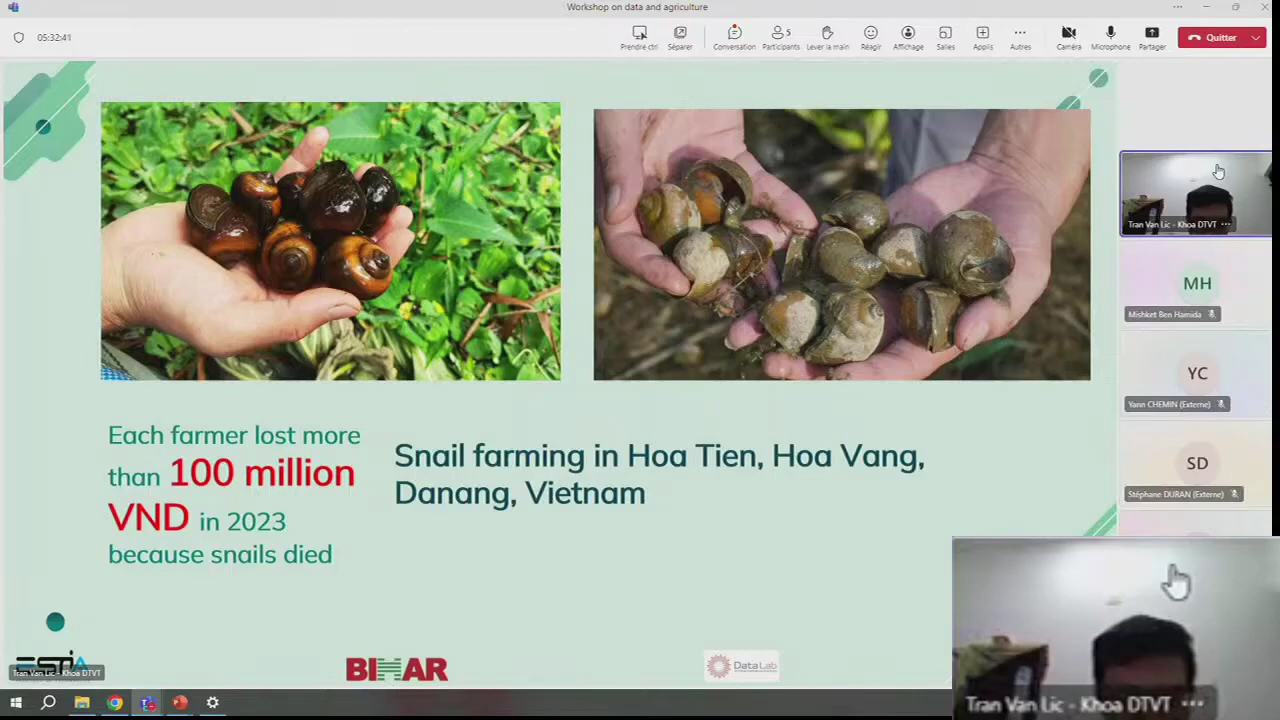 Workshop on data and agriculture
05:32:41
Prendre ctrl
Séparer
Conversation
Participants
5
Lever la main
Réagir
Affichage
Salles
Applis
Autres
Caméra
Microphone
Partager
Quitter
Tran Van Lic - Khoa DTVT
MH
Mishket Ben Hamida
YC
Yann CHEMIN (Externe)
SD
Stéphane DURAN (Externe)
Each farmer lost more
than 100 million
VND in 2023
because snails died
Snail farming in Hoa Tien, Hoa Vang,
Danang, Vietnam
ESTIA
Tran Van Lic - Khoa DTVT
BIHAR
DataLab
Tran Van Lic - Khoa DTVT